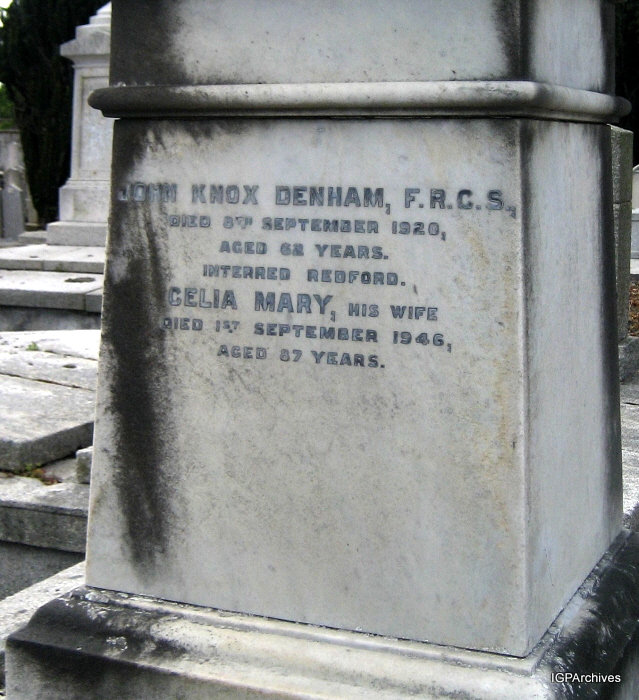 JOHN KNOX DENHAM, F.R.C.S.,
DIED 8TH SEPTEMBER 1920,
AGED 62 YEARS.
INTERRED REDFORD.
CELIA MARY, HIS WIFE
DIED 1ST SEPTEMBER 1946,
AGED 87 YEARS.
IGPArchives